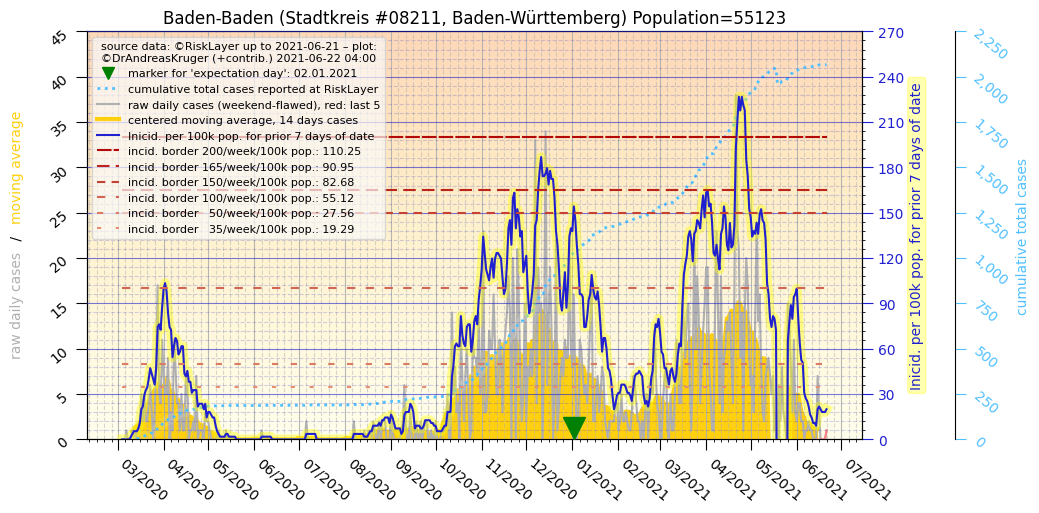 Baden-Baden (Stadtkreis #08211, Baden-Württemberg) Population=55123
source data: ©RiskLayer up to 2021-06-21 – plot:
©DrAndreasKruger (+contrib.) 2021-06-22 04:00
marker for 'expectation day': 02.01.2021
cumulative total cases reported at RiskLayer
raw daily cases (weekend-flawed), red: last 5
centered moving average, 14 days cases
Inicid. per 100k pop. for prior 7 days of date
incid. border 200/week/100k pop.: 110.25
incid. border 165/week/100k pop.: 90.95
incid. border 150/week/100k pop.: 82.68
incid. border 100/week/100k pop.: 55.12
incid. border 50/week/100k pop.: 27.56
incid. border 35/week/100k pop.: 19.29
raw daily cases / moving average
45
40
35
30
25
20
15
10
5
0
270
240
210
180
150
120
90
60
30
0
Inicid. per 100k pop. for prior 7 days of date
2,250
2,000
1,750
1,500
1,250
1,000
750
500
250
0
cumulative total cases
03/2020
04/2020
05/2020
06/2020
07/2020
08/2020
09/2020
10/2020
11/2020
12/2020
01/2021
02/2021
03/2021
04/2021
05/2021
06/2021
07/2021